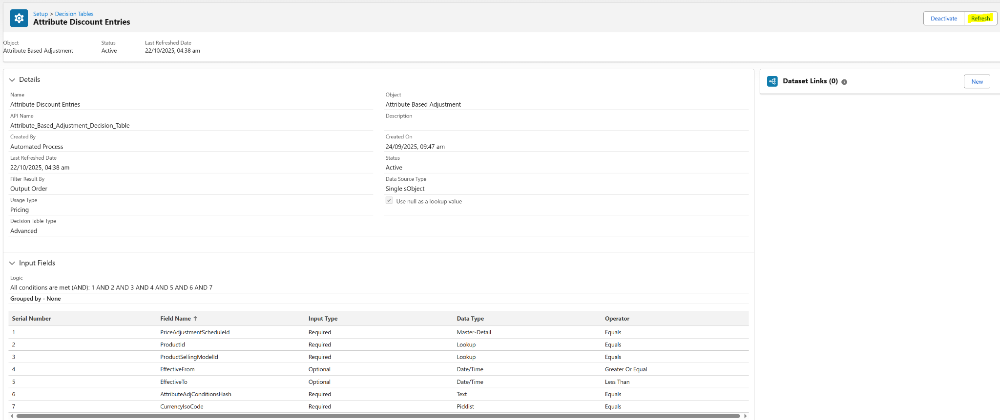 Setup > Decision Tables
Attribute Discount Entries
Deactivate
Refresh
Object
Attribute Based Adjustment
Status
Active
Last Refreshed Date
22/10/2025, 04:38 am
Details
Name
Attribute Discount Entries
Object
Attribute Based Adjustment
API Name
Attribute_Based_Adjustment_Decision_Table
Description
Created By
Automated Process
Created On
24/09/2025, 09:47 am
Last Refreshed Date
22/10/2025, 04:38 am
Status
Active
Filter Result By
Output Order
Data Source Type
Single sObject
Usage Type
Pricing
Use null as a lookup value
Decision Table Type
Advanced
Dataset Links (0)
New
Input Fields
Logic
All conditions are met (AND): 1 AND 2 AND 3 AND 4 AND 5 AND 6 AND 7
Grouped by - None
Serial Number Field Name ↑ Input Type Data Type Operator
1 PriceAdjustmentScheduleId Required Master-Detail Equals
2 ProductId Required Lookup Equals
3 ProductSellingModelId Required Lookup Equals
4 EffectiveFrom Optional Date/Time Greater Or Equal
5 EffectiveTo Optional Date/Time Less Than
6 AttributeAdjConditionsHash Required Text Equals
7 CurrencyIsoCode Required Picklist Equals